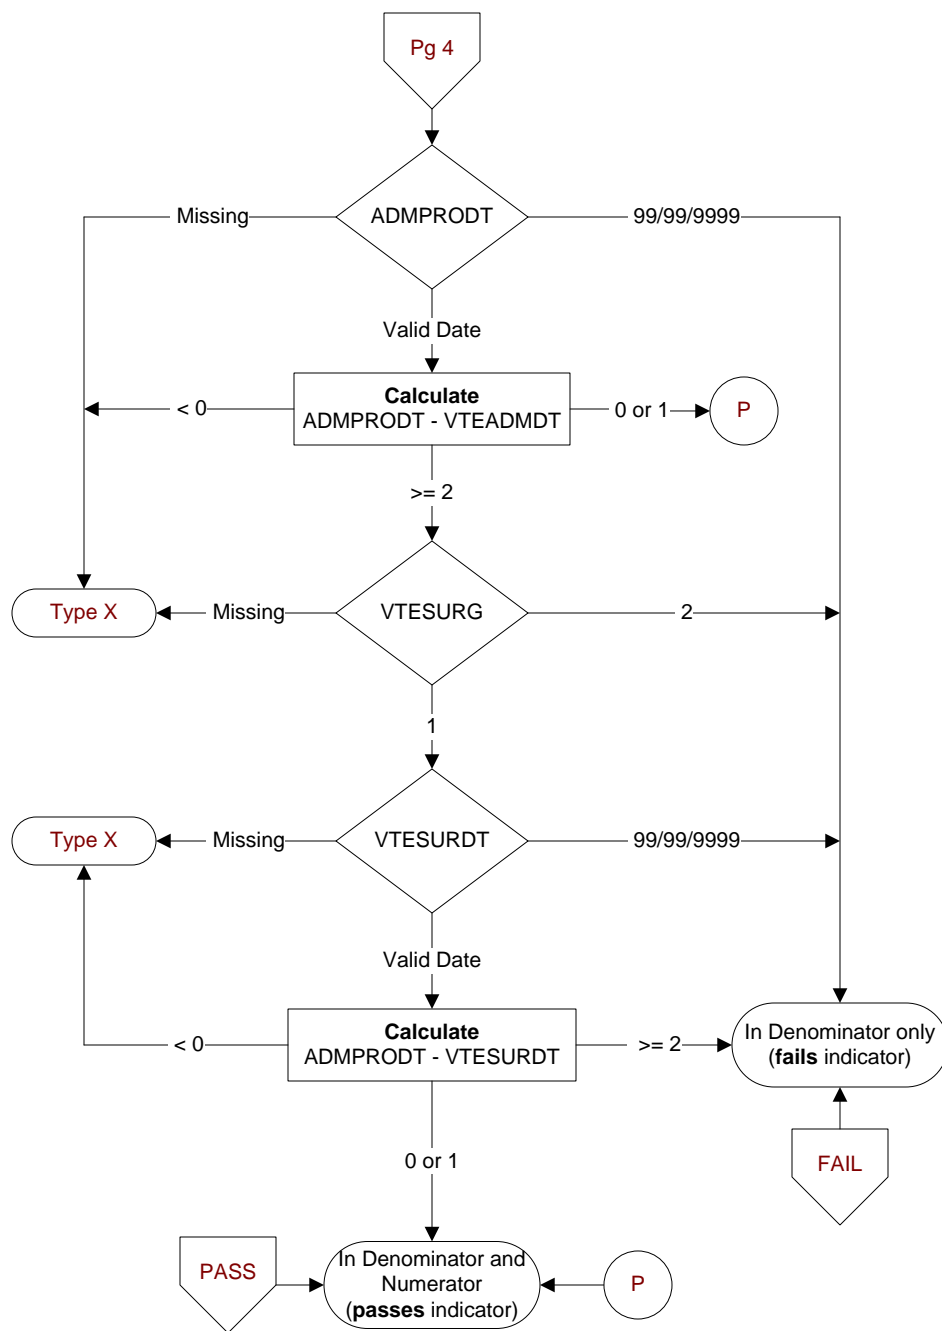 Pg 4
Missing
ADMPRODT
99/99/9999
Valid Date
< 0
Calculate
ADMPRODT - VTEADMDT
0 or 1
P
>= 2
Type X
Missing
VTESURG
2
1
Type X
Missing
VTESURDT
99/99/9999
Valid Date
< 0
Calculate
ADMPRODT - VTESURDT
>= 2
In Denominator only
(fails indicator)
0 or 1
FAIL
PASS
In Denominator and
Numerator
(passes indicator)
P